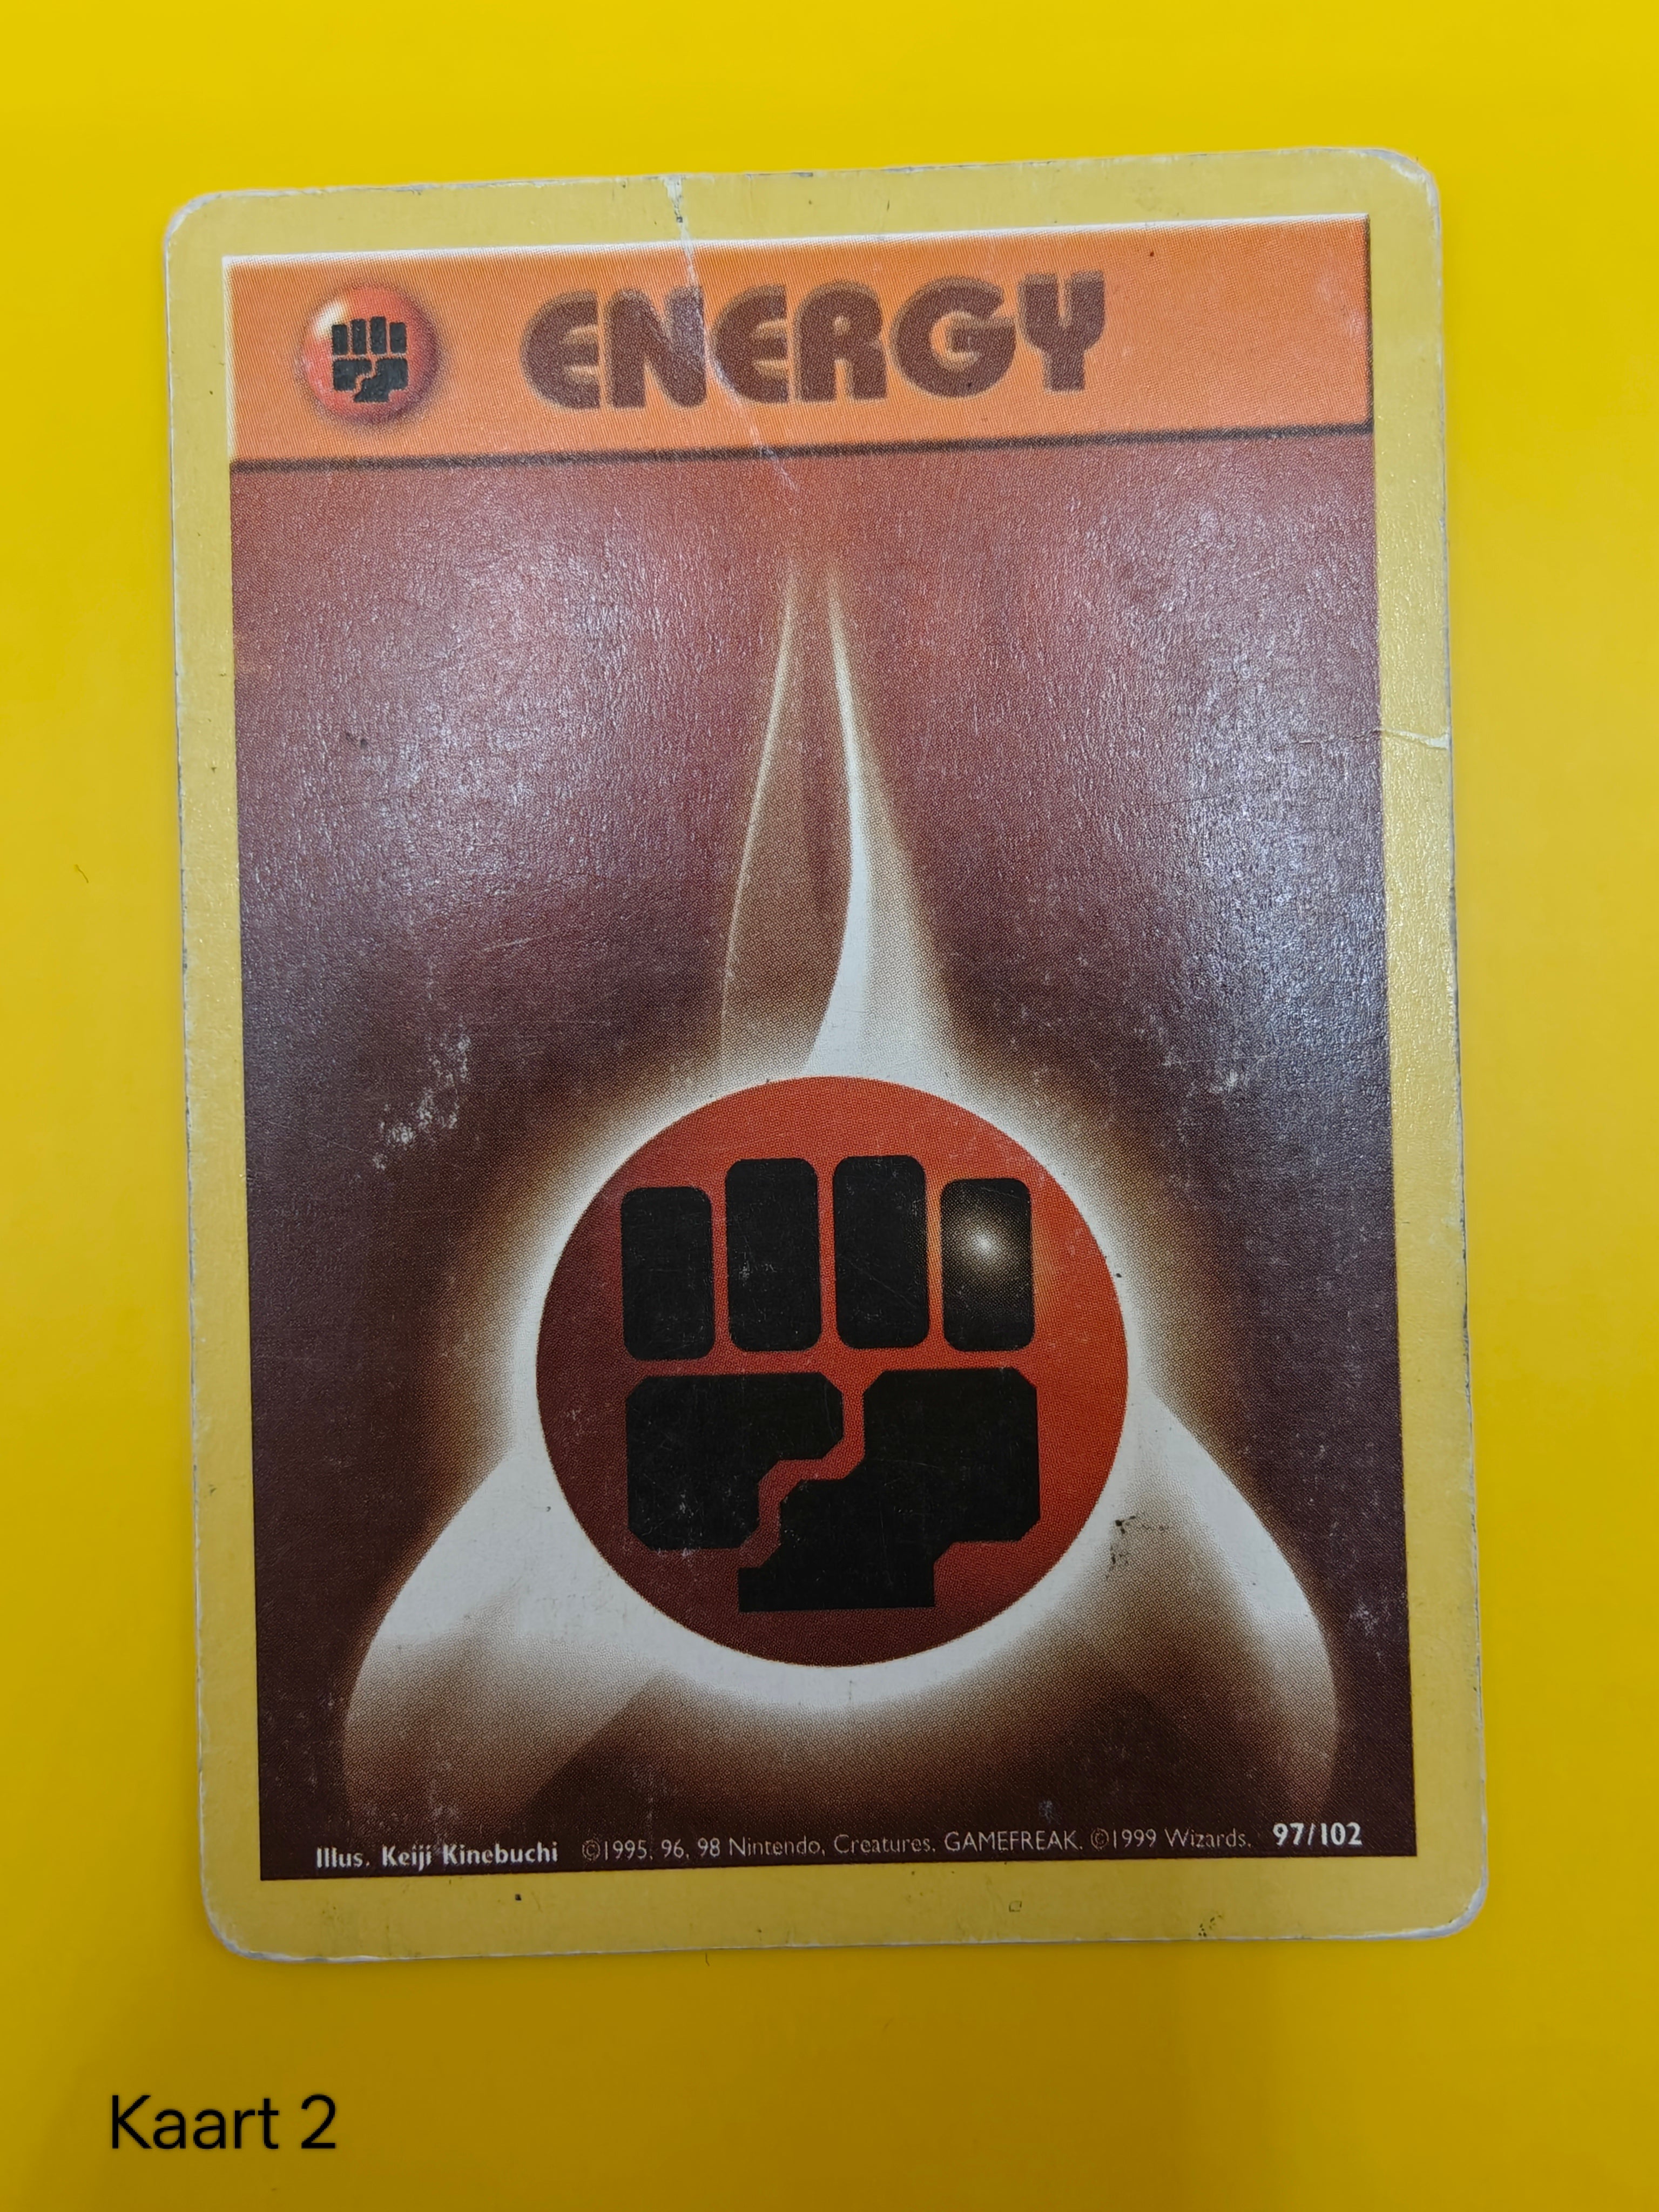 ENERGY
Illus. Keiji Kinebuchi ©1995, 96, 98 Nintendo, Creatures, GAMEFREAK. ©1999 Wizards. 97/102
Kaart 2